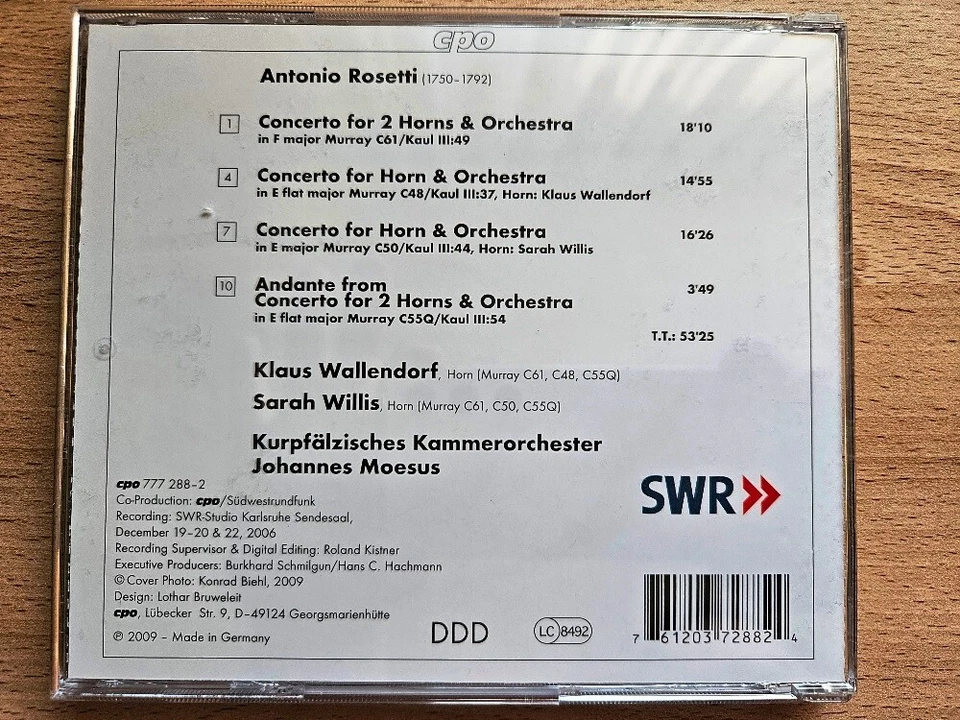 cpo
Antonio Rosetti (1750–1792)
1 Concerto for 2 Horns & Orchestra 18'10
in F major Murray C61/Kaul III:49
4 Concerto for Horn & Orchestra 14'55
in E flat major Murray C48/Kaul III:37, Horn: Klaus Wallendorf
7 Concerto for Horn & Orchestra 16'26
in E major Murray C50/Kaul III:44, Horn: Sarah Willis
10 Andante from 3'49
Concerto for 2 Horns & Orchestra
in E flat major Murray C55Q/Kaul III:54
T.T.: 53'25
Klaus Wallendorf, Horn (Murray C61, C48, C55Q)
Sarah Willis, Horn (Murray C61, C50, C55Q)
Kurpfälzisches Kammerorchester
Johannes Moesus
cpo 777 288–2
Co-Production: cpo/Südwestrundfunk
Recording: SWR-Studio Karlsruhe Sendesaal,
December 19–20 & 22, 2006
Recording Supervisor & Digital Editing: Roland Kistner
Executive Producers: Burkhard Schmilgun/Hans C. Hachmann
© Cover Photo: Konrad Biehl, 2009
Design: Lothar Bruweleit
cpo, Lübecker Str. 9, D–49124 Georgsmarienhütte
℗ 2009 – Made in Germany
DDD
LC 8492
SWR
7 61203 72882 4